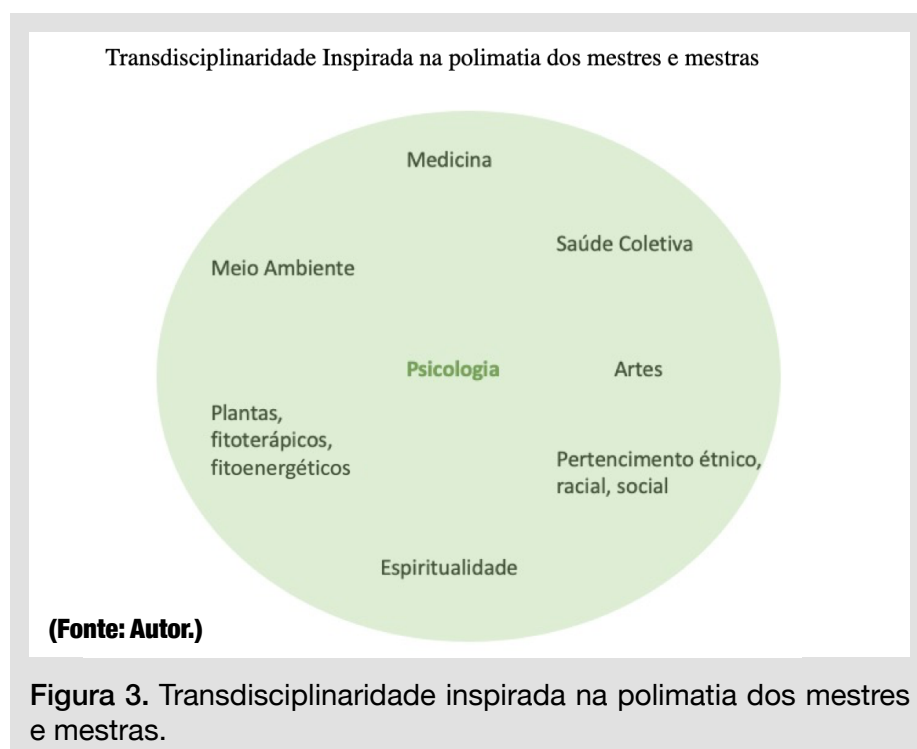 Transdisciplinaridade Inspirada na polimatia dos mestres e mestras
Medicina
Saúde Coletiva
Meio Ambiente
Psicologia
Artes
Plantas,
fitoterápicos,
fitoenergéticos
Pertencimento étnico,
racial, social
Espiritualidade
(Fonte: Autor.)
Figura 3. Transdisciplinaridade inspirada na polimatia dos mestres
e mestras.